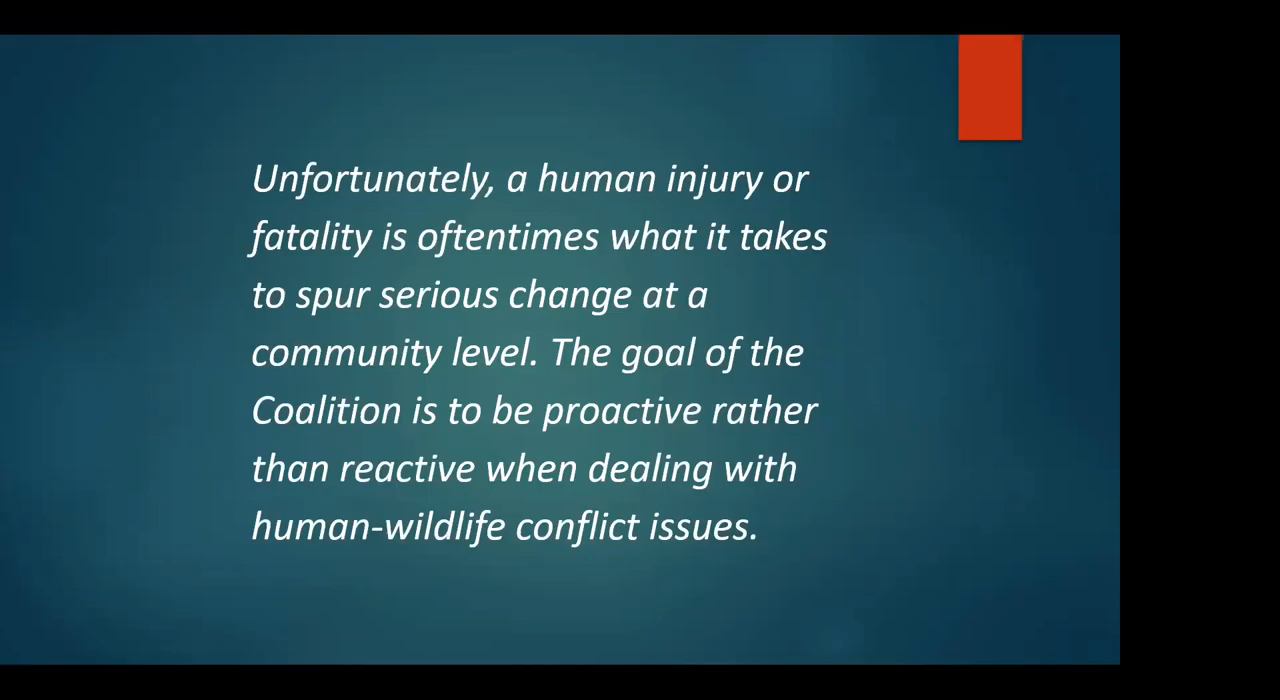 Unfortunately, a human injury or
fatality is oftentimes what it takes
to spur serious change at a
community level. The goal of the
Coalition is to be proactive rather
than reactive when dealing with
human-wildlife conflict issues.